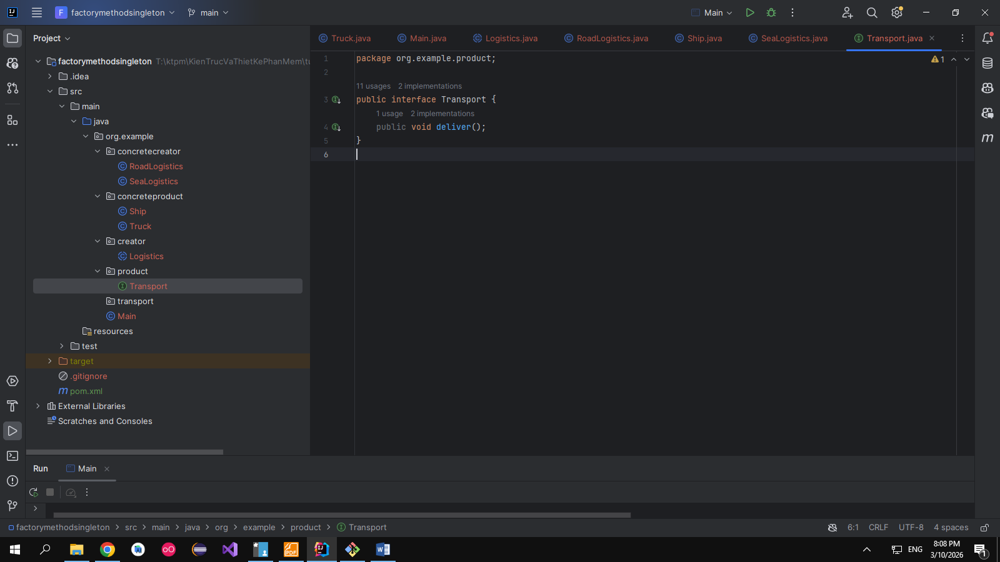 F factorymethodsingleton main Main
Project
Truck.java Main.java Logistics.java RoadLogistics.java Ship.java SeaLogistics.java Transport.java
factorymethodsingleton T:\ktpm\KienTrucVaThietKePhanMem\tu
.idea
src
main
java
org.example
concretecreator
RoadLogistics
SeaLogistics
concreteproduct
Ship
Truck
creator
Logistics
product
Transport
transport
Main
resources
test
target
.gitignore
pom.xml
External Libraries
Scratches and Consoles
1 package org.example.product;
1
2
11 usages 2 implementations
3 public interface Transport {
1 usage 2 implementations
4 public void deliver();
5 }
6
Run Main
factorymethodsingleton > src > main > java > org > example > product > Transport
6:1 CRLF UTF-8 4 spaces
ENG
8:08 PM
3/10/2026
1